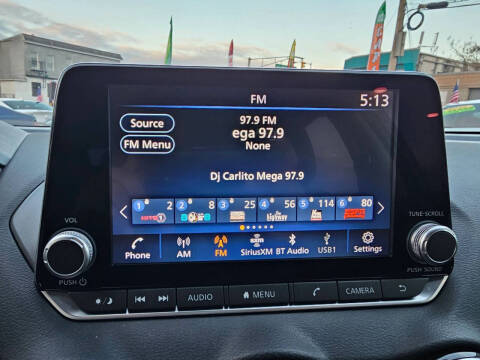 FM
5:13
Source
FM Menu
97.9 FM
ega 97.9
None
Dj Carlito Mega 97.9
1 2
2 8
3 25
4 56
highway
5 114
6 80
Phone
AM
FM
SiriusXM
BT Audio
USB1
Settings
VOL
PUSH
TUNE·SCROLL
PUSH SOUND
AUDIO
MENU
CAMERA